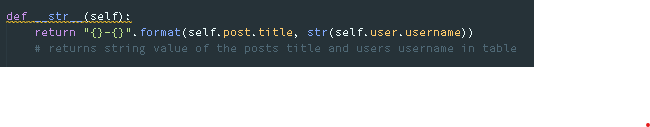 def __str__(self):
return "{}-{}".format(self.post.title, str(self.user.username))
# returns string value of the posts title and users username in table